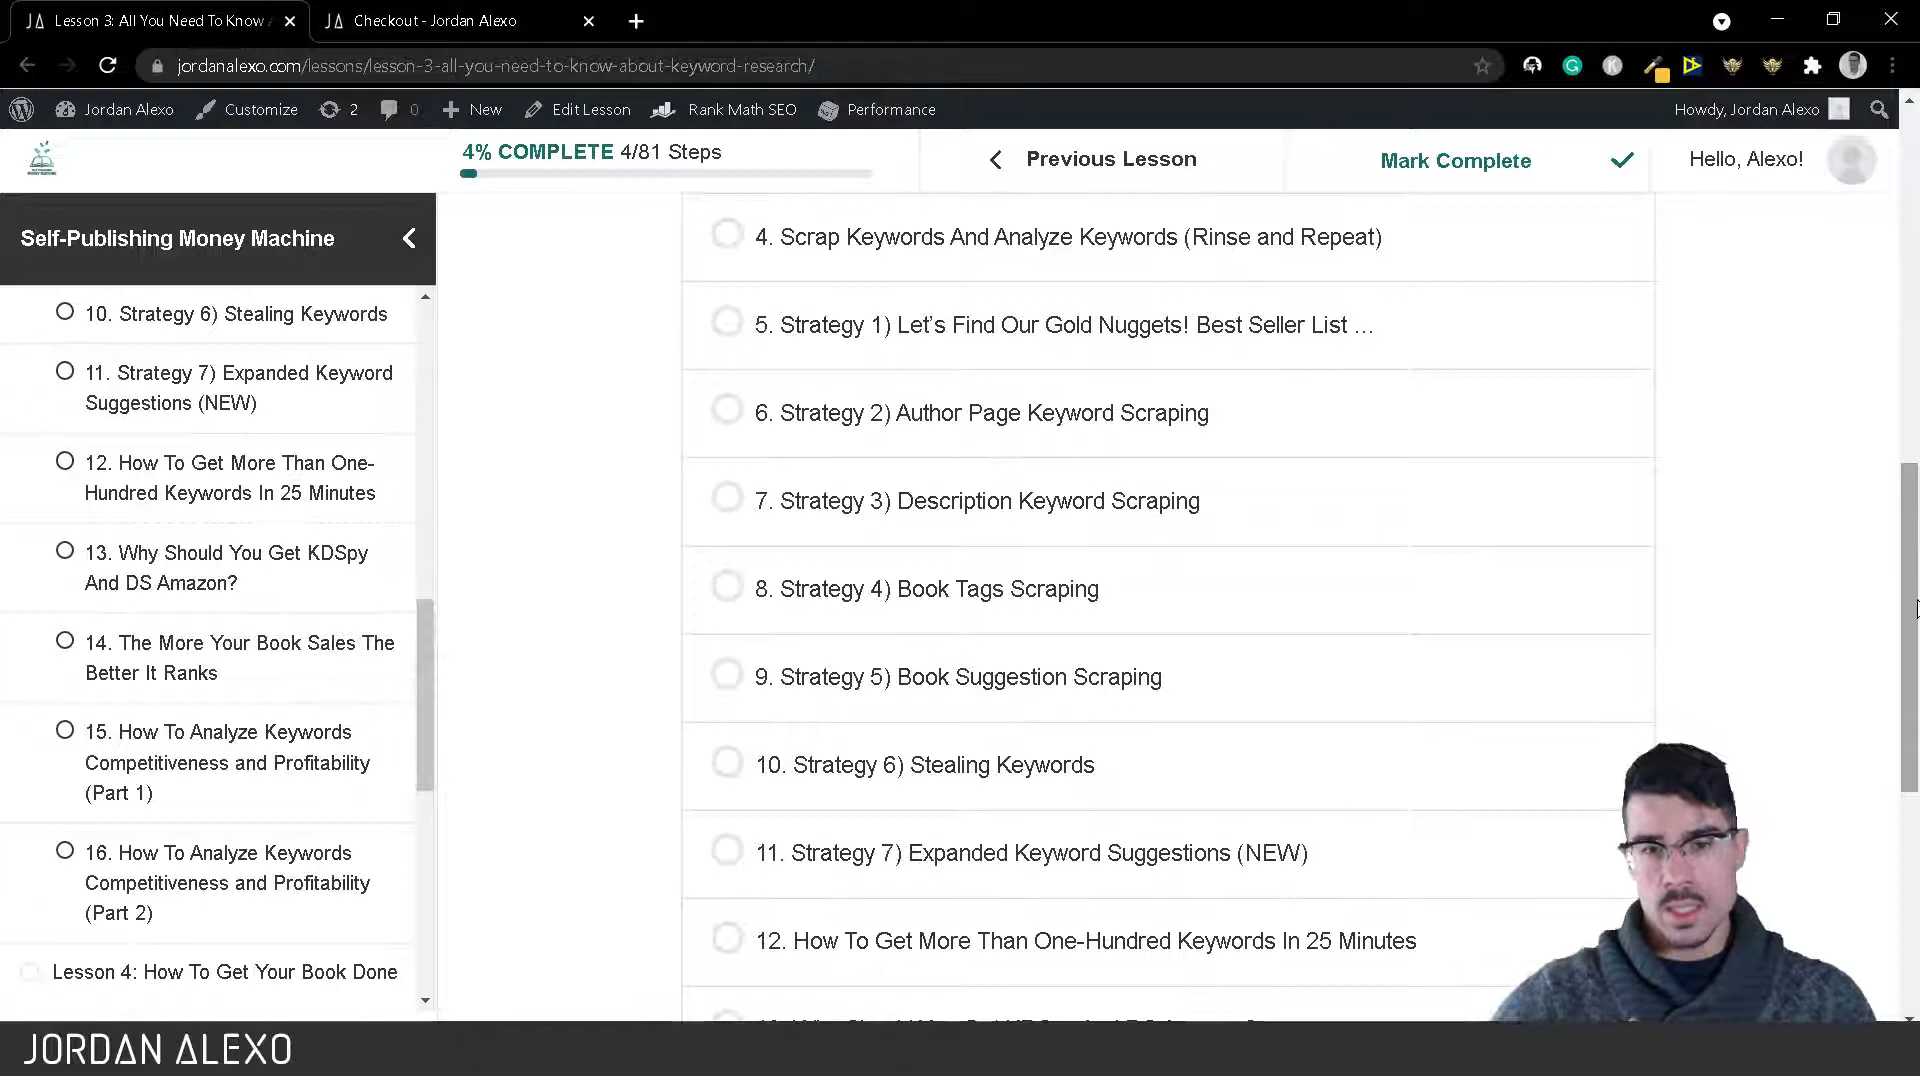 Lesson 3: All You Need To Know
Checkout - Jordan Alexo
jordanalexo.com/lessons/lesson-3-all-you-need-to-know-about-keyword-research/
Jordan Alexo
Customize
2
0
New
Edit Lesson
Rank Math SEO
Performance
Howdy, Jordan Alexo
4% COMPLETE 4/81 Steps
Previous Lesson
Mark Complete
Hello, Alexo!
Self-Publishing Money Machine
10. Strategy 6) Stealing Keywords
11. Strategy 7) Expanded Keyword
Suggestions (NEW)
12. How To Get More Than One-
Hundred Keywords In 25 Minutes
13. Why Should You Get KDSpy
And DS Amazon?
14. The More Your Book Sales The
Better It Ranks
15. How To Analyze Keywords
Competitiveness and Profitability
(Part 1)
16. How To Analyze Keywords
Competitiveness and Profitability
(Part 2)
Lesson 4: How To Get Your Book Done
4. Scrap Keywords And Analyze Keywords (Rinse and Repeat)
5. Strategy 1) Let's Find Our Gold Nuggets! Best Seller List ...
6. Strategy 2) Author Page Keyword Scraping
7. Strategy 3) Description Keyword Scraping
8. Strategy 4) Book Tags Scraping
9. Strategy 5) Book Suggestion Scraping
10. Strategy 6) Stealing Keywords
11. Strategy 7) Expanded Keyword Suggestions (NEW)
12. How To Get More Than One-Hundred Keywords In 25 Minutes
JORDAN ALEXO